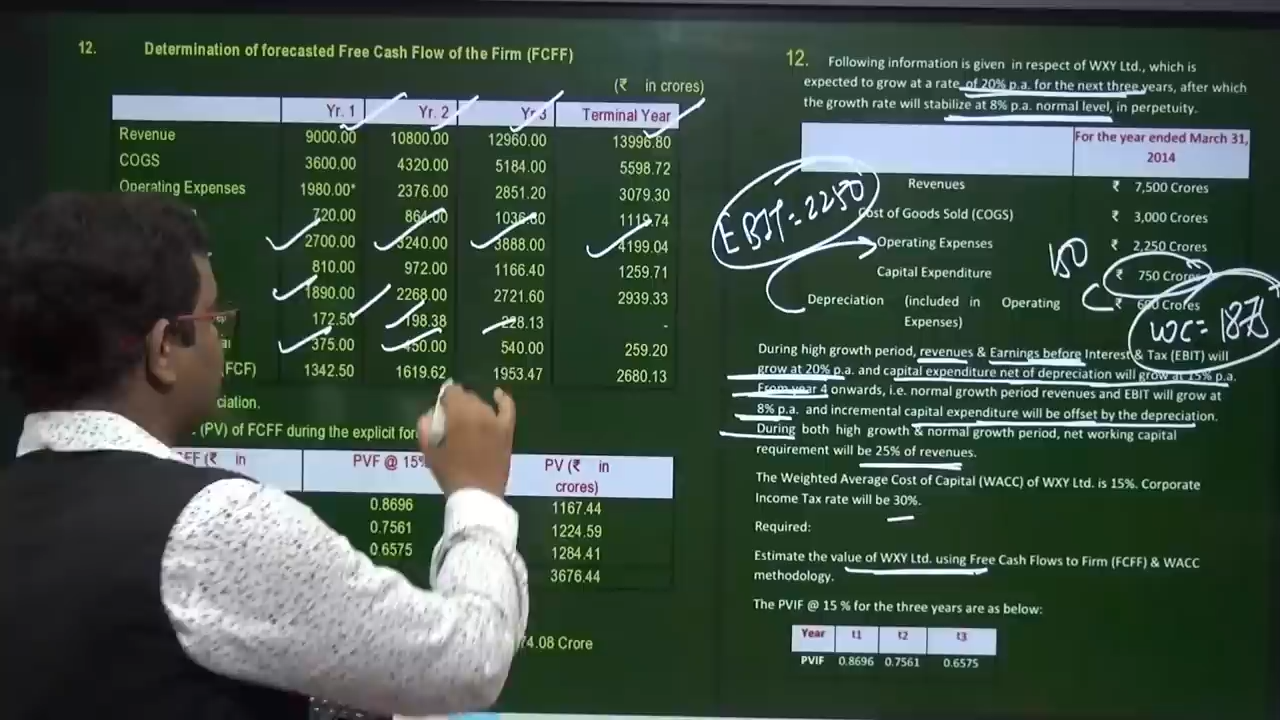 12. Determination of forecasted Free Cash Flow of the Firm (FCFF)
(₹ in crores)
Yr. 1 Yr. 2 Yr 3 Terminal Year
Revenue 9000.00 10800.00 12960.00 13996.80
COGS 3600.00 4320.00 5184.00 5598.72
Operating Expenses 1980.00* 2376.00 2851.20 3079.30
720.00 864.00 1036.80 1119.74
2700.00 3240.00 3888.00 4199.04
810.00 972.00 1166.40 1259.71
1890.00 2268.00 2721.60 2939.33
172.50 198.38 228.13 -
375.00 450.00 540.00 259.20
FCF) 1342.50 1619.62 1953.47 2680.13
ciation.
(PV) of FCFF during the explicit for
FF (₹ in PVF @ 15% PV (₹ in
crores)
0.8696 1167.44
0.7561 1224.59
0.6575 1284.41
3676.44
74.08 Crore
12. Following information is given in respect of WXY Ltd., which is
expected to grow at a rate of 20% p.a. for the next three years, after which
the growth rate will stabilize at 8% p.a. normal level, in perpetuity.
For the year ended March 31,
2014
Revenues ₹ 7,500 Crores
Cost of Goods Sold (COGS) ₹ 3,000 Crores
Operating Expenses ₹ 2,250 Crores
Capital Expenditure ₹ 750 Crores
Depreciation (included in Operating ₹ 600 Crores
Expenses)
EBIT = 2250
150
WC = 1875
During high growth period, revenues & Earnings before Interest & Tax (EBIT) will
grow at 20% p.a. and capital expenditure net of depreciation will grow at 15% p.a.
From year 4 onwards, i.e. normal growth period revenues and EBIT will grow at
8% p.a. and incremental capital expenditure will be offset by the depreciation.
During both high growth & normal growth period, net working capital
requirement will be 25% of revenues.
The Weighted Average Cost of Capital (WACC) of WXY Ltd. is 15%. Corporate
Income Tax rate will be 30%.
Required:
Estimate the value of WXY Ltd. using Free Cash Flows to Firm (FCFF) & WACC
methodology.
The PVIF @ 15 % for the three years are as below:
Year t1 t2 t3
PVIF 0.8696 0.7561 0.6575